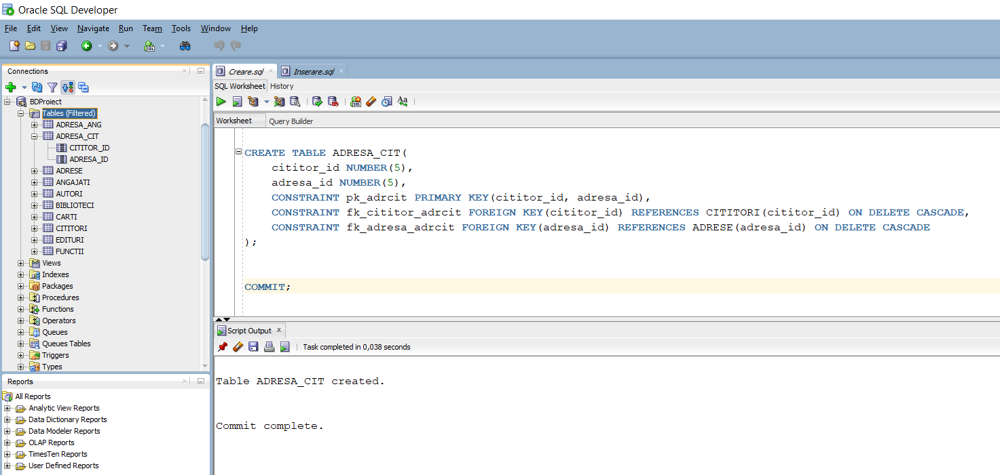 Oracle SQL Developer
File Edit View Navigate Run Team Tools Window Help
Connections
BDProject
Tables (Filtered)
ADRESA_ANG
ADRESA_CIT
CITITOR_ID
ADRESA_ID
ADRESE
ANGAJATI
AUTORI
BIBLIOTECI
CARTI
CITITORI
EDITURI
FUNCTII
Views
Indexes
Packages
Procedures
Functions
Operators
Queues
Queues Tables
Triggers
Types
Reports
All Reports
Analytic View Reports
Data Dictionary Reports
Data Modeler Reports
OLAP Reports
TimesTen Reports
User Defined Reports
Creare.sql Inserare.sql
SQL Worksheet History
Worksheet Query Builder
CREATE TABLE ADRESA_CIT(
cititor_id NUMBER(5),
adresa_id NUMBER(5),
CONSTRAINT pk_adrcit PRIMARY KEY(cititor_id, adresa_id),
CONSTRAINT fk_cititor_adrcit FOREIGN KEY(cititor_id) REFERENCES CITITORI(cititor_id) ON DELETE CASCADE,
CONSTRAINT fk_adresa_adrcit FOREIGN KEY(adresa_id) REFERENCES ADRESE(adresa_id) ON DELETE CASCADE
);
COMMIT;
Script Output
Task completed in 0,038 seconds
Table ADRESA_CIT created.
Commit complete.